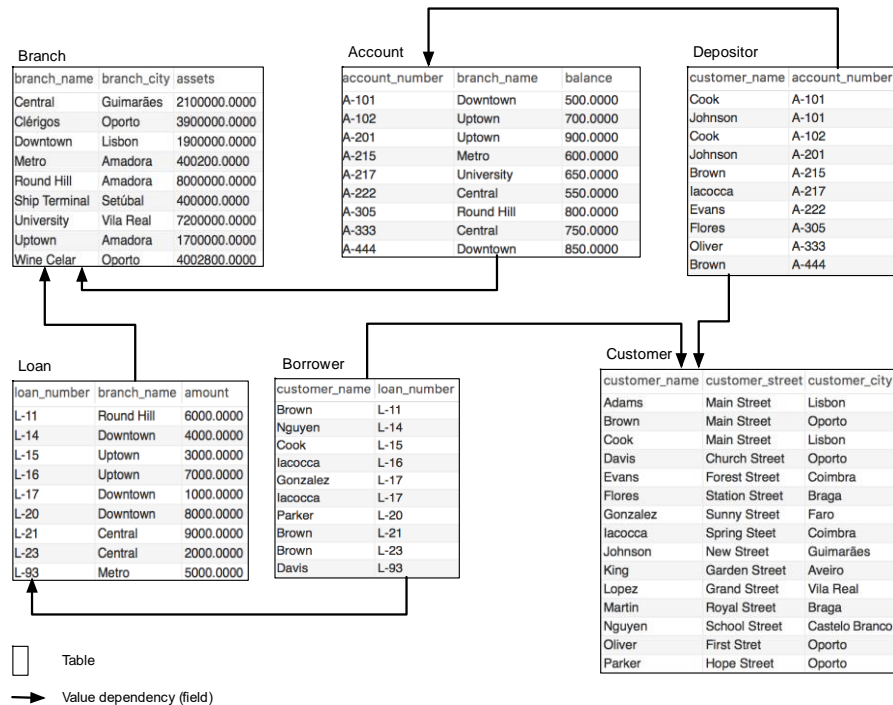 Branch
branch_name branch_city assets
Central Guimarães 2100000.0000
Clérigos Oporto 3900000.0000
Downtown Lisbon 1900000.0000
Metro Amadora 400200.0000
Round Hill Amadora 8000000.0000
Ship Terminal Setúbal 400000.0000
University Vila Real 7200000.0000
Uptown Amadora 1700000.0000
Wine Celar Oporto 4002800.0000
Account
account_number branch_name balance
A-101 Downtown 500.0000
A-102 Uptown 700.0000
A-201 Uptown 900.0000
A-215 Metro 600.0000
A-217 University 650.0000
A-222 Central 550.0000
A-305 Round Hill 800.0000
A-333 Central 750.0000
A-444 Downtown 850.0000
Depositor
customer_name account_number
Cook A-101
Johnson A-101
Cook A-102
Johnson A-201
Brown A-215
Iacocca A-217
Evans A-222
Flores A-305
Oliver A-333
Brown A-444
Loan
loan_number branch_name amount
L-11 Round Hill 6000.0000
L-14 Downtown 4000.0000
L-15 Uptown 3000.0000
L-16 Uptown 7000.0000
L-17 Downtown 1000.0000
L-20 Downtown 8000.0000
L-21 Central 9000.0000
L-23 Central 2000.0000
L-93 Metro 5000.0000
Borrower
customer_name loan_number
Brown L-11
Nguyen L-14
Cook L-15
Iacocca L-16
Gonzalez L-17
Iacocca L-17
Parker L-20
Brown L-21
Brown L-23
Davis L-93
Customer
customer_name customer_street customer_city
Adams Main Street Lisbon
Brown Main Street Oporto
Cook Main Street Lisbon
Davis Church Street Oporto
Evans Forest Street Coimbra
Flores Station Street Braga
Gonzalez Sunny Street Faro
Iacocca Spring Steet Coimbra
Johnson New Street Guimarães
King Garden Street Aveiro
Lopez Grand Street Vila Real
Martin Royal Street Braga
Nguyen School Street Castelo Branco
Oliver First Stret Oporto
Parker Hope Street Oporto
Table
Value dependency (field)